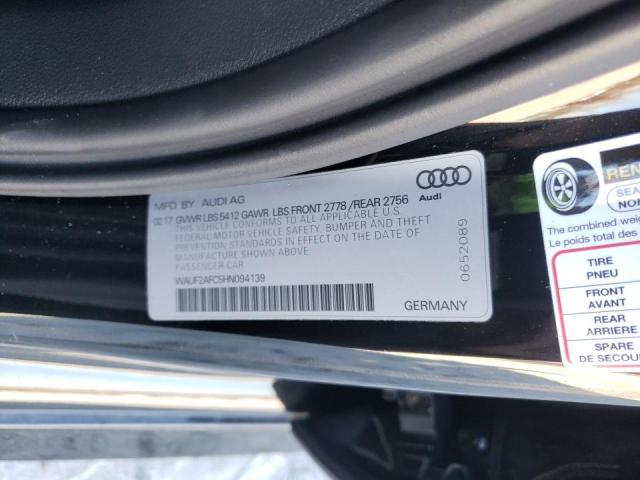 MFD. BY AUDI AG
Audi
02.17 GVWR LBS 5412 GAWR LBS FRONT 2778 /REAR 2756
THIS VEHICLE CONFORMS TO ALL APPLICABLE U.S
FEDERAL MOTOR VEHICLE SAFETY, BUMPER AND THEFT
PREVENTION STANDARDS IN EFFECT ON THE DATE OF
MANUFACTURE SHOWN ABOVE
PASSENGER CAR
0652089
WAUF2AFC5HN094139
GERMANY
The combined
Le poids total des
TIRE
PNEU
FRONT
AVANT
REAR
ARRIERE
SPARE
DE